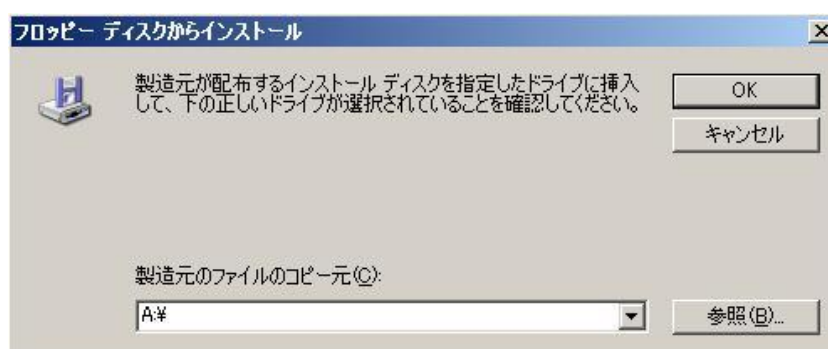 フロッピー ディスクからインストール
製造元が配布するインストール ディスクを指定したドライブに挿入
して、下の正しいドライブが選択されていることを確認してください。
OK
キャンセル
製造元のファイルのコピー元(C):
A:¥
参照(B)...